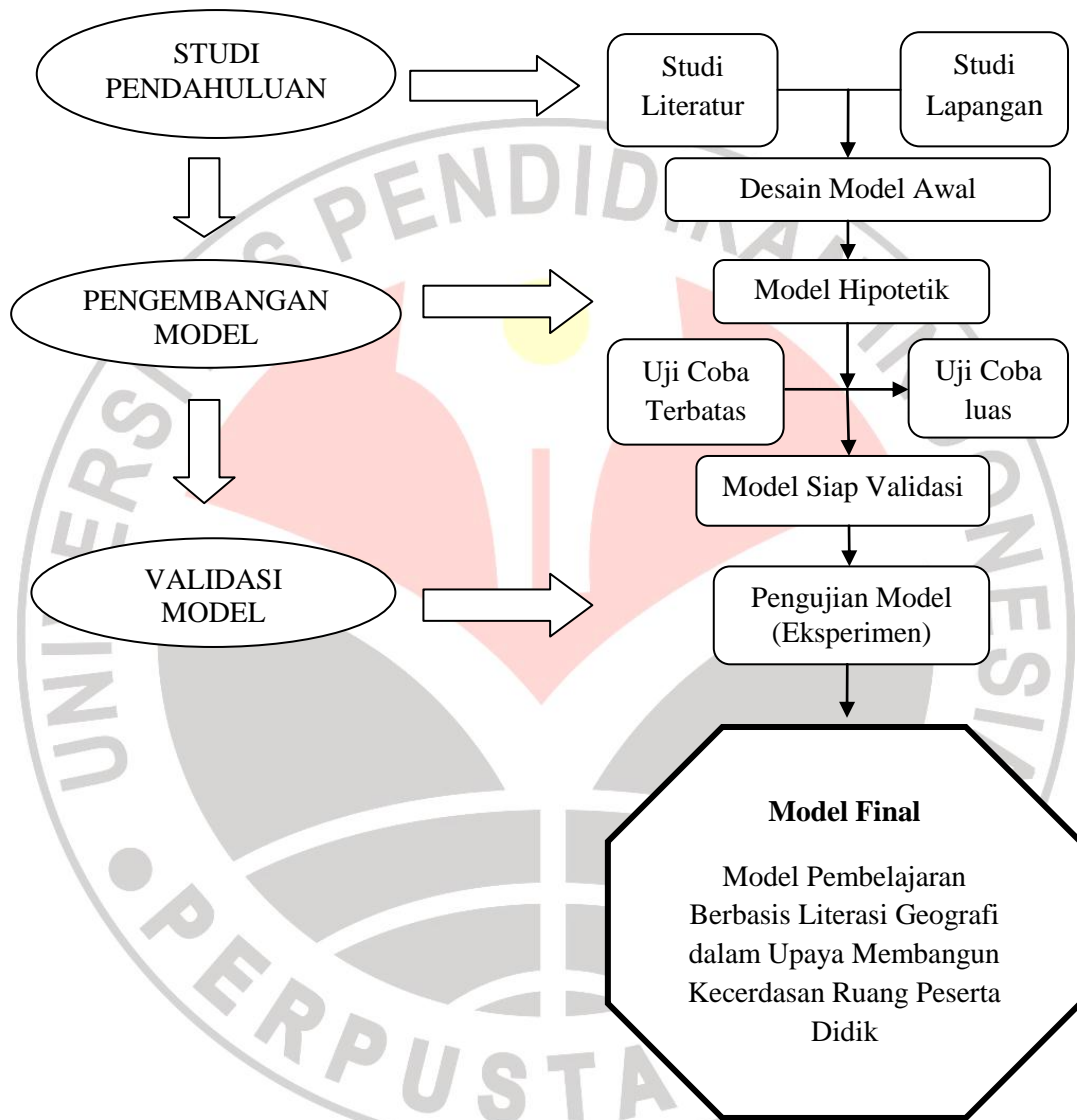 STUDI
PENDAHULUAN
Studi
Literatur
Studi
Lapangan
Desain Model Awal
PENGEMBANGAN
MODEL
Model Hipotetik
Uji Coba
Terbatas
Uji Coba
luas
Model Siap Validasi
VALIDASI
MODEL
Pengujian Model
(Eksperimen)
Model Final
Model Pembelajaran
Berbasis Literasi Geografi
dalam Upaya Membangun
Kecerdasan Ruang Peserta
Didik